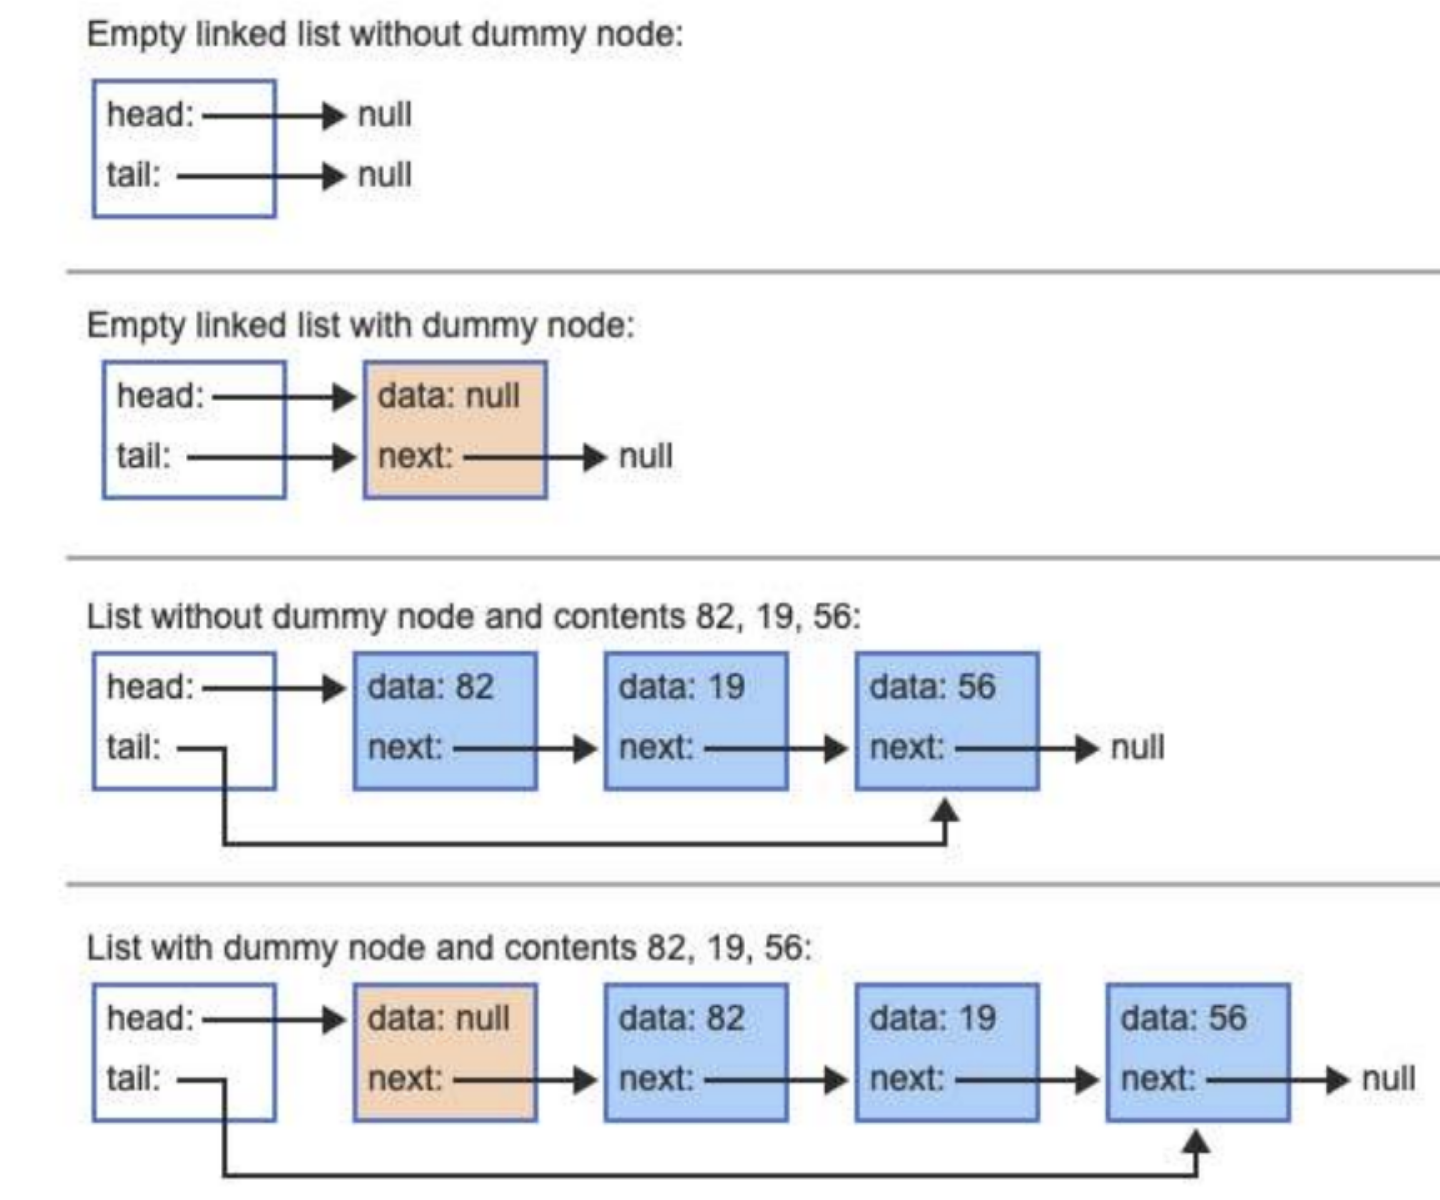 Empty linked list without dummy node:
head: null
tail: null
Empty linked list with dummy node:
head: data: null
tail: next: null
List without dummy node and contents 82, 19, 56:
head: data: 82 data: 19 data: 56
tail: next: next: next: null
List with dummy node and contents 82, 19, 56:
head: data: null data: 82 data: 19 data: 56
tail: next: next: next: next: null